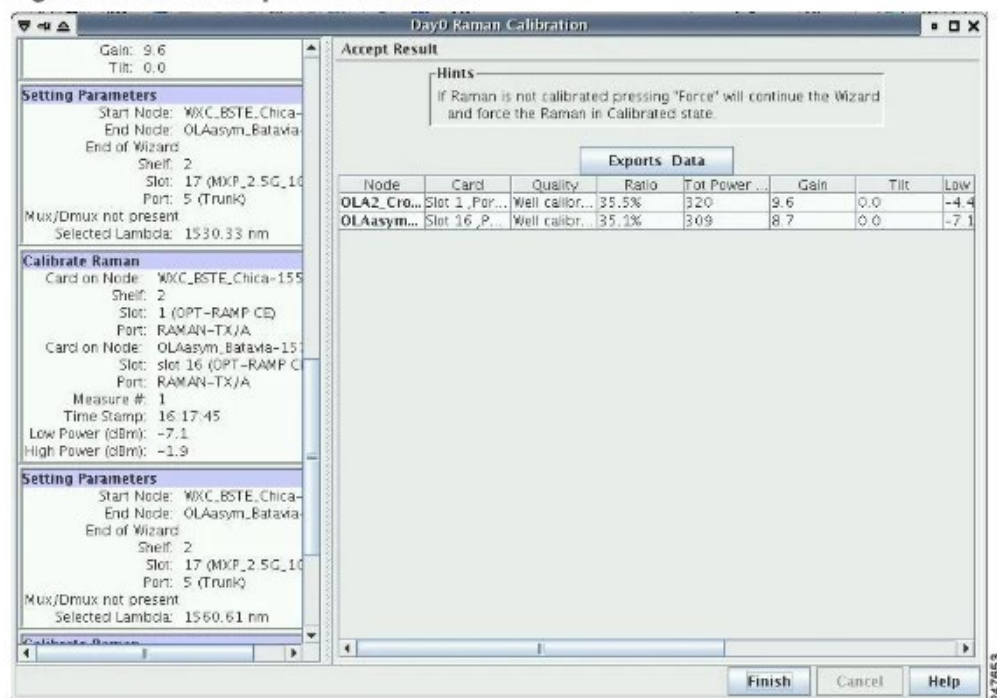 Day0 Raman Calibration
Gain: 9.6
Tilt: 0.0
Setting Parameters
Start Node: WXC_BSTE_Chica-
End Node: OLAasym_Batavia-
End of Wizard
Shelf: 2
Slot: 17 (MXP_2.5G_10
Port: 5 (Trunk)
Mux/Dmux not present
Selected Lambda: 1530.33 nm
Calibrate Raman
Card on Node: WXC_BSTE_Chica-155
Shelf: 2
Slot: 1 (OPT-RAMP CE)
Port: RAMAN-TX/A
Card on Node: OLAasym_Batavia-15
Slot: slot 16 (OPT-RAMP C
Port: RAMAN-TX/A
Measure #: 1
Time Stamp: 16:17:45
Low Power (dBm): -7.1
High Power (dBm): -1.9
Setting Parameters
Start Node: WXC_BSTE_Chica-
End Node: OLAasym_Batavia-
End of Wizard
Shelf: 2
Slot: 17 (MXP_2.5G_10
Port: 5 (Trunk)
Mux/Dmux not present
Selected Lambda: 1560.61 nm
Accept Result
Hints
If Raman is not calibrated pressing "Force" will continue the Wizard
and force the Raman in Calibrated state.
Exports Data
Node Card Quality Ratio Tot Power ... Gain Tilt Low
OLA2_Cro... Slot 1 ,Por... Well calibr... 35.5% 320 9.6 0.0 -4.4
OLAasym... Slot 16 ,P... Well calibr... 35.1% 309 8.7 0.0 -7.1
Finish Cancel Help